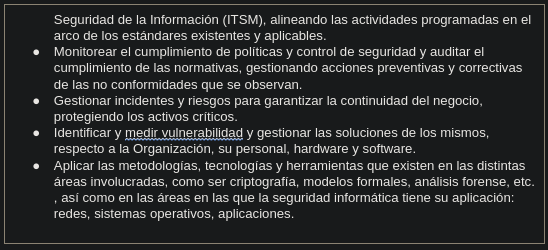 Seguridad de la Información (ITSM), alineando las actividades programadas en el
arco de los estándares existentes y aplicables.
● Monitorear el cumplimiento de políticas y control de seguridad y auditar el
cumplimiento de las normativas, gestionando acciones preventivas y correctivas
de las no conformidades que se observan.
● Gestionar incidentes y riesgos para garantizar la continuidad del negocio,
protegiendo los activos críticos.
● Identificar y medir vulnerabilidad y gestionar las soluciones de los mismos,
respecto a la Organización, su personal, hardware y software.
● Aplicar las metodologías, tecnologías y herramientas que existen en las distintas
áreas involucradas, como ser criptografía, modelos formales, análisis forense, etc.
, así como en las áreas en las que la seguridad informática tiene su aplicación:
redes, sistemas operativos, aplicaciones.